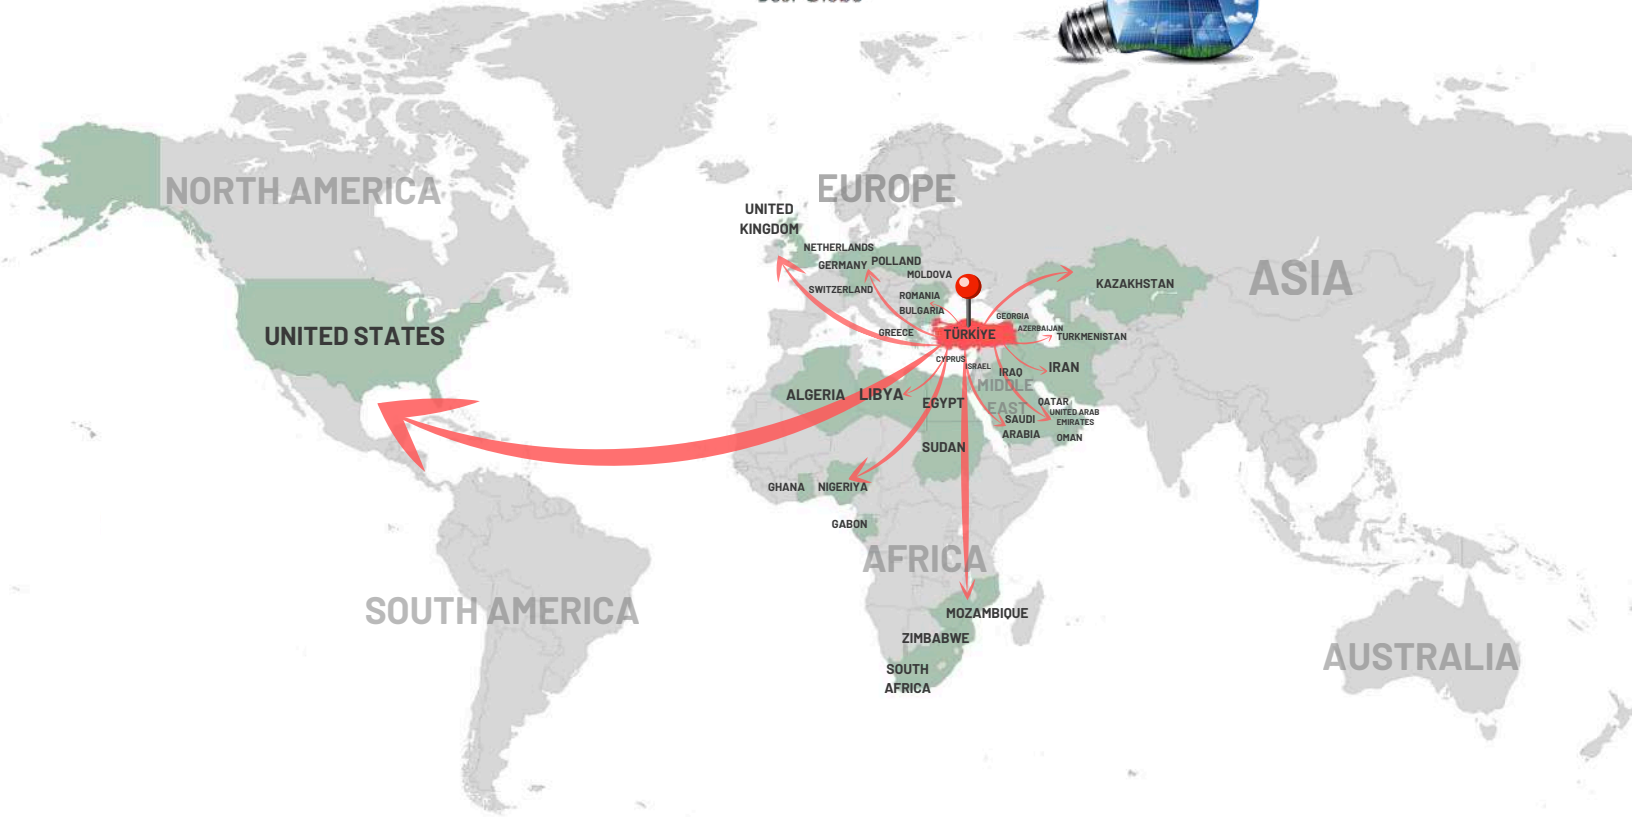 NORTH AMERICA
EUROPE
UNITED
KINGDOM
NETHERLANDS
GERMANY
POLLAND
MOLDOVA
SWITZERLAND
ROMANIA
BULGARIA
GREECE
TÜRKİYE
GEORGIA
AZERBAIJAN
TURKMENISTAN
KAZAKHSTAN
ASIA
UNITED STATES
CYPRUS
ISRAEL
IRAQ
IRAN
MIDDLE
EAST
ALGERIA
LIBYA
EGYPT
QATAR
UNITED ARAB
EMIRATES
SAUDI
ARABIA
OMAN
SUDAN
GHANA
NIGERIYA
GABON
AFRICA
SOUTH AMERICA
MOZAMBIQUE
ZIMBABWE
SOUTH
AFRICA
AUSTRALIA